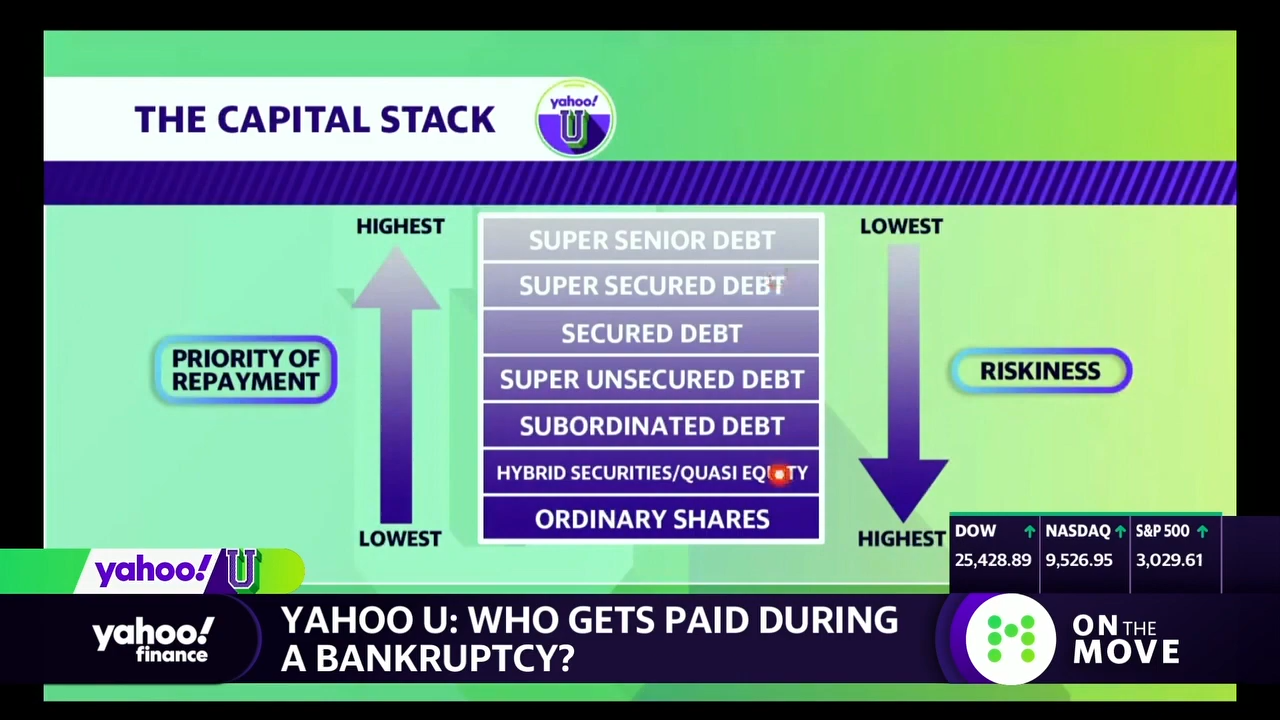 THE CAPITAL STACK
yahoo!
U
HIGHEST
LOWEST
SUPER SENIOR DEBT
SUPER SECURED DEBT
SECURED DEBT
SUPER UNSECURED DEBT
SUBORDINATED DEBT
HYBRID SECURITIES/QUASI EQUITY
ORDINARY SHARES
PRIORITY OF
REPAYMENT
RISKINESS
LOWEST
HIGHEST
DOW
25,428.89
NASDAQ
9,526.95
S&P 500
3,029.61
yahoo! U
yahoo!
finance
YAHOO U: WHO GETS PAID DURING
A BANKRUPTCY?
ON THE
MOVE